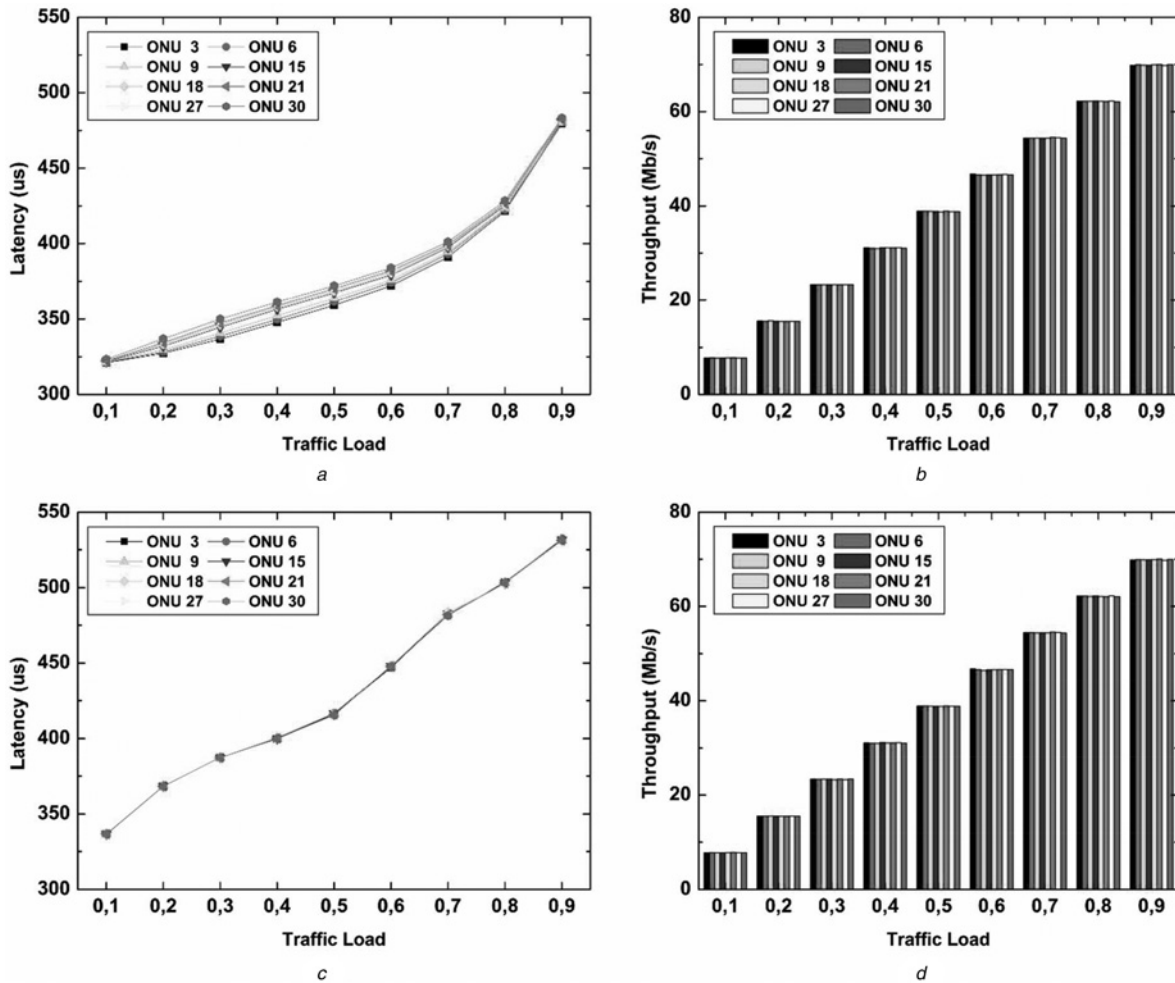 550
500
450
400
350
300
Latency (us)
ONU 3 ONU 6
ONU 9 ONU 15
ONU 18 ONU 21
ONU 27 ONU 30
0,1 0,2 0,3 0,4 0,5 0,6 0,7 0,8 0,9
Traffic Load
a
80
60
40
20
0
Throughput (Mb/s)
ONU 3 ONU 6
ONU 9 ONU 15
ONU 18 ONU 21
ONU 27 ONU 30
0,1 0,2 0,3 0,4 0,5 0,6 0,7 0,8 0,9
Traffic Load
b
550
500
450
400
350
300
Latency (us)
ONU 3 ONU 6
ONU 9 ONU 15
ONU 18 ONU 21
ONU 27 ONU 30
0,1 0,2 0,3 0,4 0,5 0,6 0,7 0,8 0,9
Traffic Load
c
80
60
40
20
0
Throughput (Mb/s)
ONU 3 ONU 6
ONU 9 ONU 15
ONU 18 ONU 21
ONU 27 ONU 30
0,1 0,2 0,3 0,4 0,5 0,6 0,7 0,8 0,9
Traffic Load
d